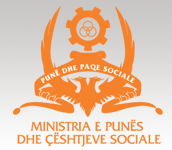 PUNË DHE PAQE SOCIALE
MINISTRIA E PUNËS
DHE ÇËSHTJEVE SOCIALE